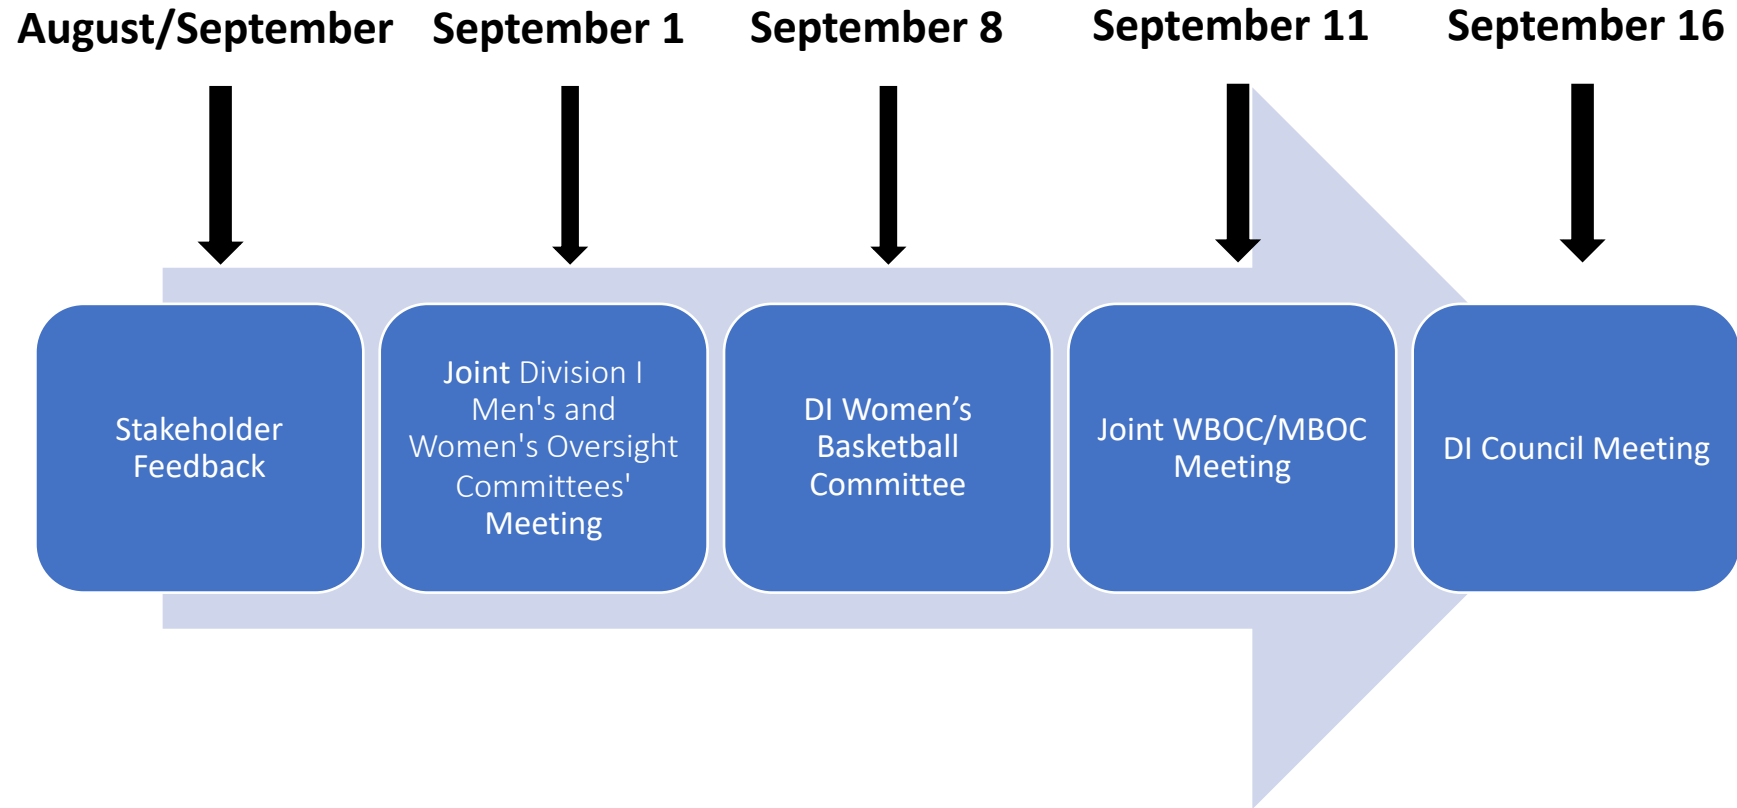 August/September
September 1
September 8
September 11
September 16
Stakeholder
Feedback
Joint Division I
Men's and
Women's Oversight
Committees'
Meeting
DI Women’s
Basketball
Committee
Joint WBOC/MBOC
Meeting
DI Council Meeting